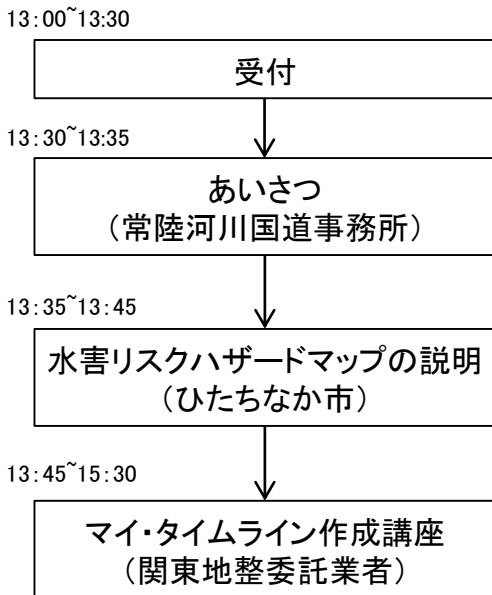 13:00~13:30
受付
13:30~13:35
あいさつ
（常陸河川国道事務所）
13:35~13:45
水害リスクハザードマップの説明
（ひたちなか市）
13:45~15:30
マイ・タイムライン作成講座
（関東地整委託業者）